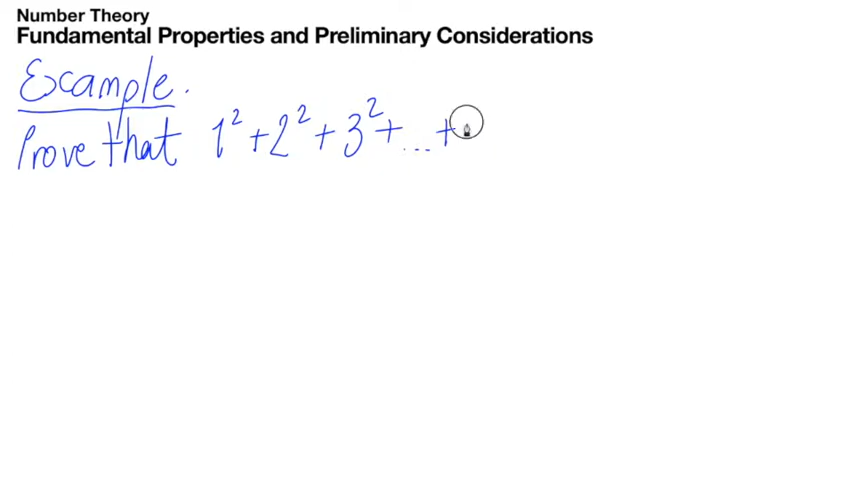 Number Theory
Fundamental Properties and Preliminary Considerations
Example.
Prove that 1² + 2² + 3² + ... +